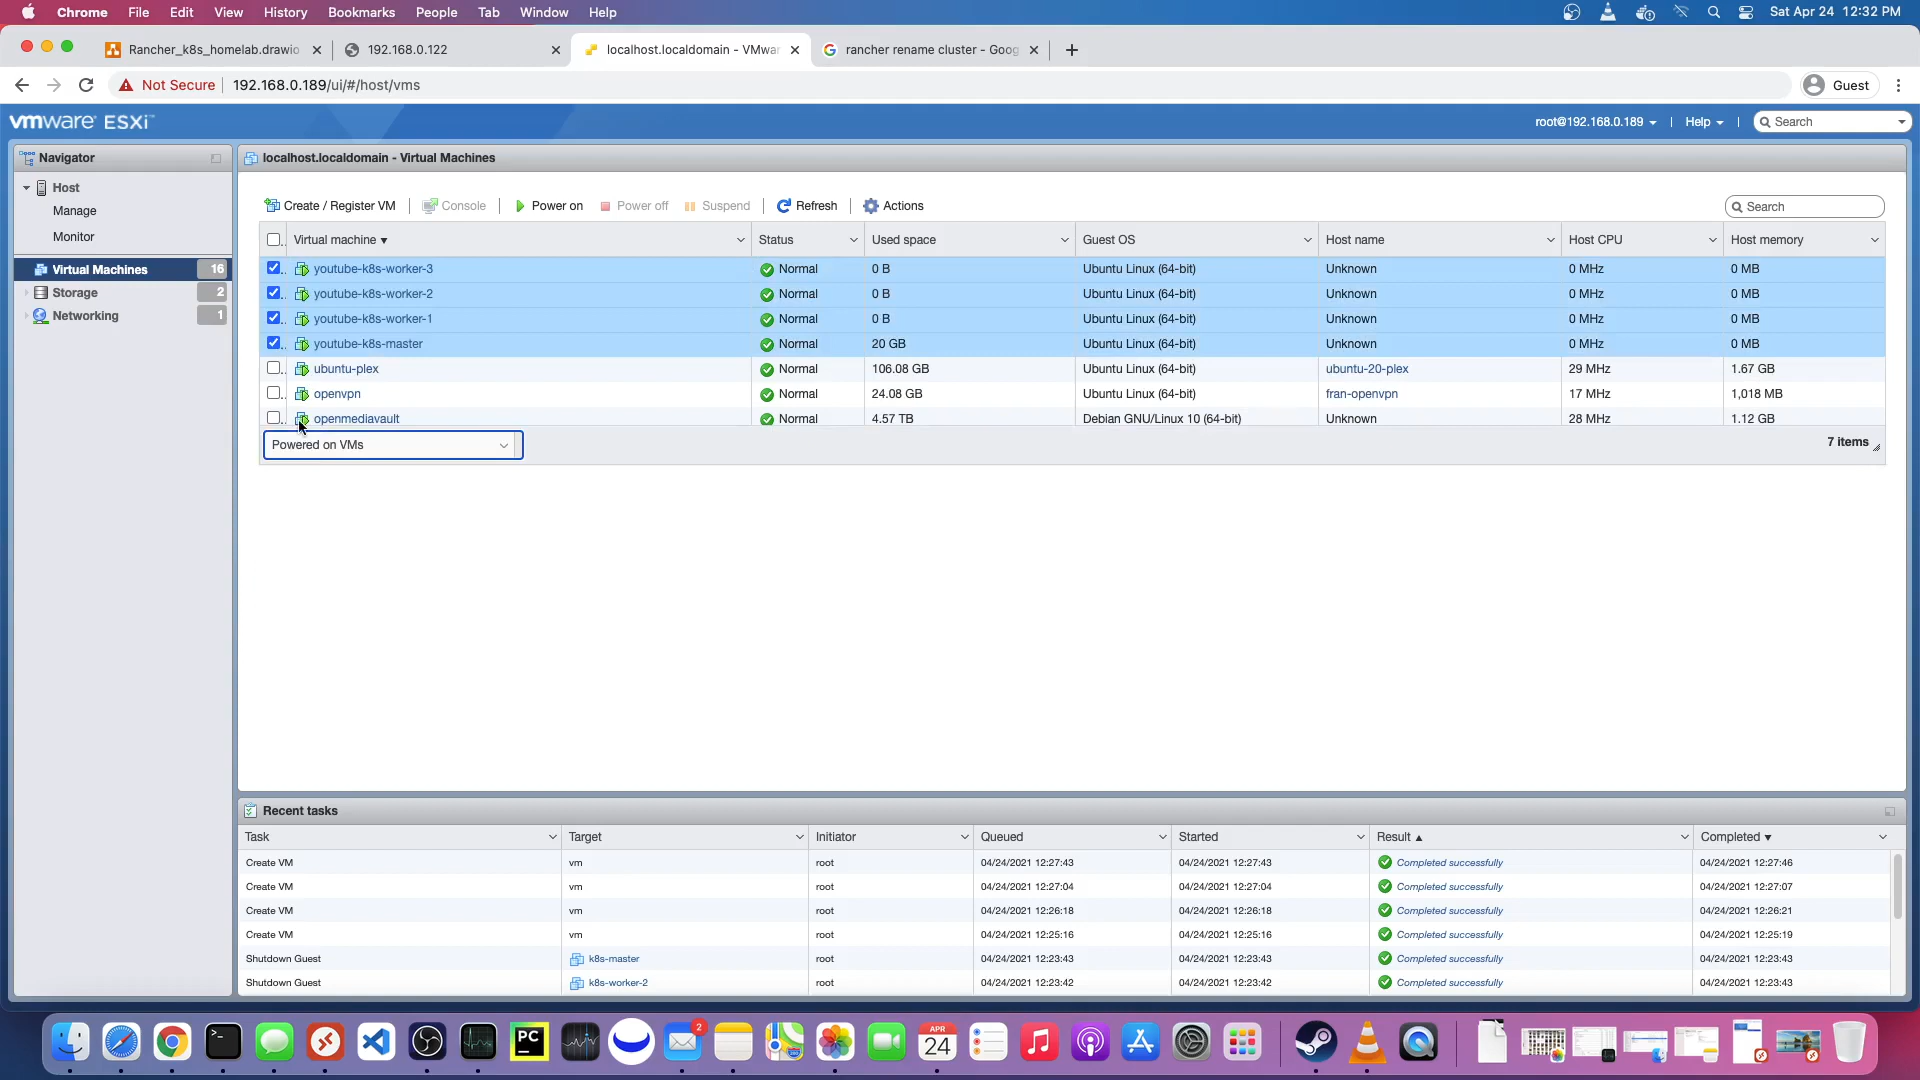 Chrome File Edit View History Bookmarks People Tab Window Help Sat Apr 24 12:32 PM
Rancher_k8s_homelab.drawio 192.168.0.122 localhost.localdomain - VMwar rancher rename cluster - Goog
Not Secure 192.168.0.189/ui/#/host/vms Guest
vmware ESXi root@192.168.0.189 Help Search
Navigator
Host
Manage
Monitor
Virtual Machines 16
Storage 2
Networking 1
localhost.localdomain - Virtual Machines
Create / Register VM Console Power on Power off Suspend Refresh Actions Search
Virtual machine Status Used space Guest OS Host name Host CPU Host memory
youtube-k8s-worker-3 Normal 0 B Ubuntu Linux (64-bit) Unknown 0 MHz 0 MB
youtube-k8s-worker-2 Normal 0 B Ubuntu Linux (64-bit) Unknown 0 MHz 0 MB
youtube-k8s-worker-1 Normal 0 B Ubuntu Linux (64-bit) Unknown 0 MHz 0 MB
youtube-k8s-master Normal 20 GB Ubuntu Linux (64-bit) Unknown 0 MHz 0 MB
ubuntu-plex Normal 106.08 GB Ubuntu Linux (64-bit) ubuntu-20-plex 29 MHz 1.67 GB
openvpn Normal 24.08 GB Ubuntu Linux (64-bit) fran-openvpn 17 MHz 1,018 MB
openmediavault Normal 4.57 TB Debian GNU/Linux 10 (64-bit) Unknown 28 MHz 1.12 GB
Powered on VMs 7 items
Recent tasks
Task Target Initiator Queued Started Result Completed
Create VM vm root 04/24/2021 12:27:43 04/24/2021 12:27:43 Completed successfully 04/24/2021 12:27:46
Create VM vm root 04/24/2021 12:27:04 04/24/2021 12:27:04 Completed successfully 04/24/2021 12:27:07
Create VM vm root 04/24/2021 12:26:18 04/24/2021 12:26:18 Completed successfully 04/24/2021 12:26:21
Create VM vm root 04/24/2021 12:25:16 04/24/2021 12:25:16 Completed successfully 04/24/2021 12:25:19
Shutdown Guest k8s-master root 04/24/2021 12:23:43 04/24/2021 12:23:43 Completed successfully 04/24/2021 12:23:43
Shutdown Guest k8s-worker-2 root 04/24/2021 12:23:42 04/24/2021 12:23:42 Completed successfully 04/24/2021 12:23:43
PC 2 APR 24